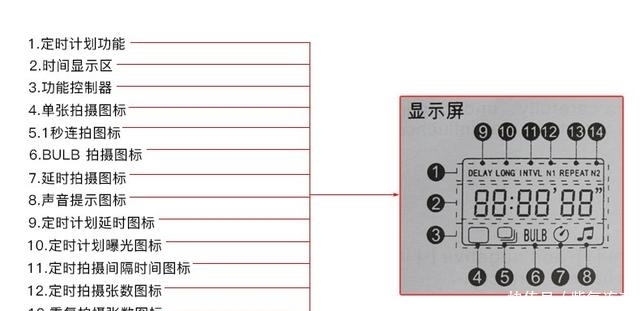 1.定时计划功能
2.时间显示区
3.功能控制器
4.单张拍摄图标
5.1秒连拍图标
6.BULB 拍摄图标
7.延时拍摄图标
8.声音提示图标
9.定时计划延时图标
10.定时计划曝光图标
11.定时拍摄间隔时间图标
12.定时拍摄张数图标
显示屏
9 10 11 12 13 14
1 DELAY LONG INTVL N1 REPEAT N2
2 88:88'88"
3 BULB
4 5 6 7 8